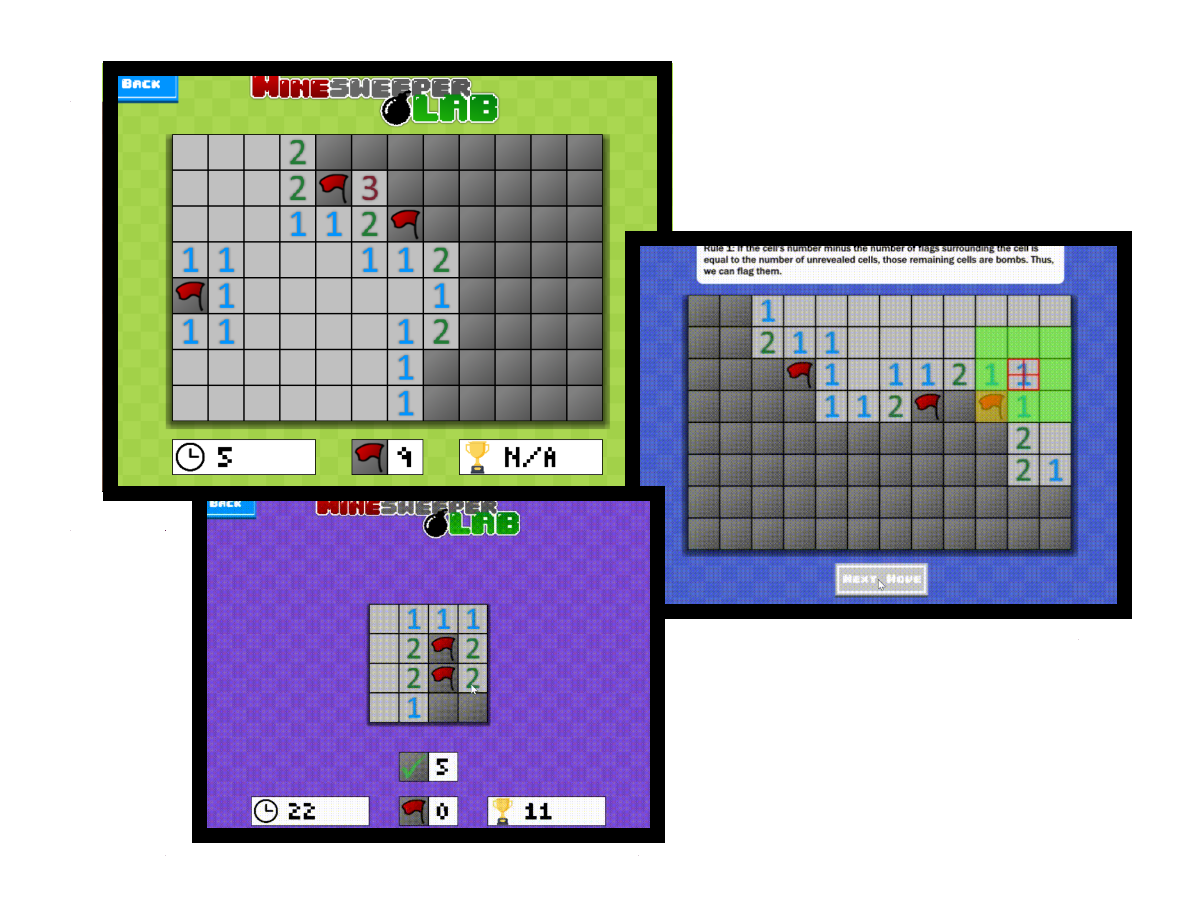 BACK
MINESWEEPER
LAB
2
2 3
1 1 2
1 1 1 1 2
1 1
1 1 1 2
1
1
5 9 N/A
Rule 1: If the cell's number minus the number of flags surrounding the cell is
equal to the number of unrevealed cells, those remaining cells are bombs. Thus,
we can flag them.
1
2 1 1
1 1 1 2 1 1
1 1 2 1
2
2 1
NEXT MOVE
BACK
MINESWEEPER
LAB
1 1 1
2 2
2 2
1
5
22 0 11